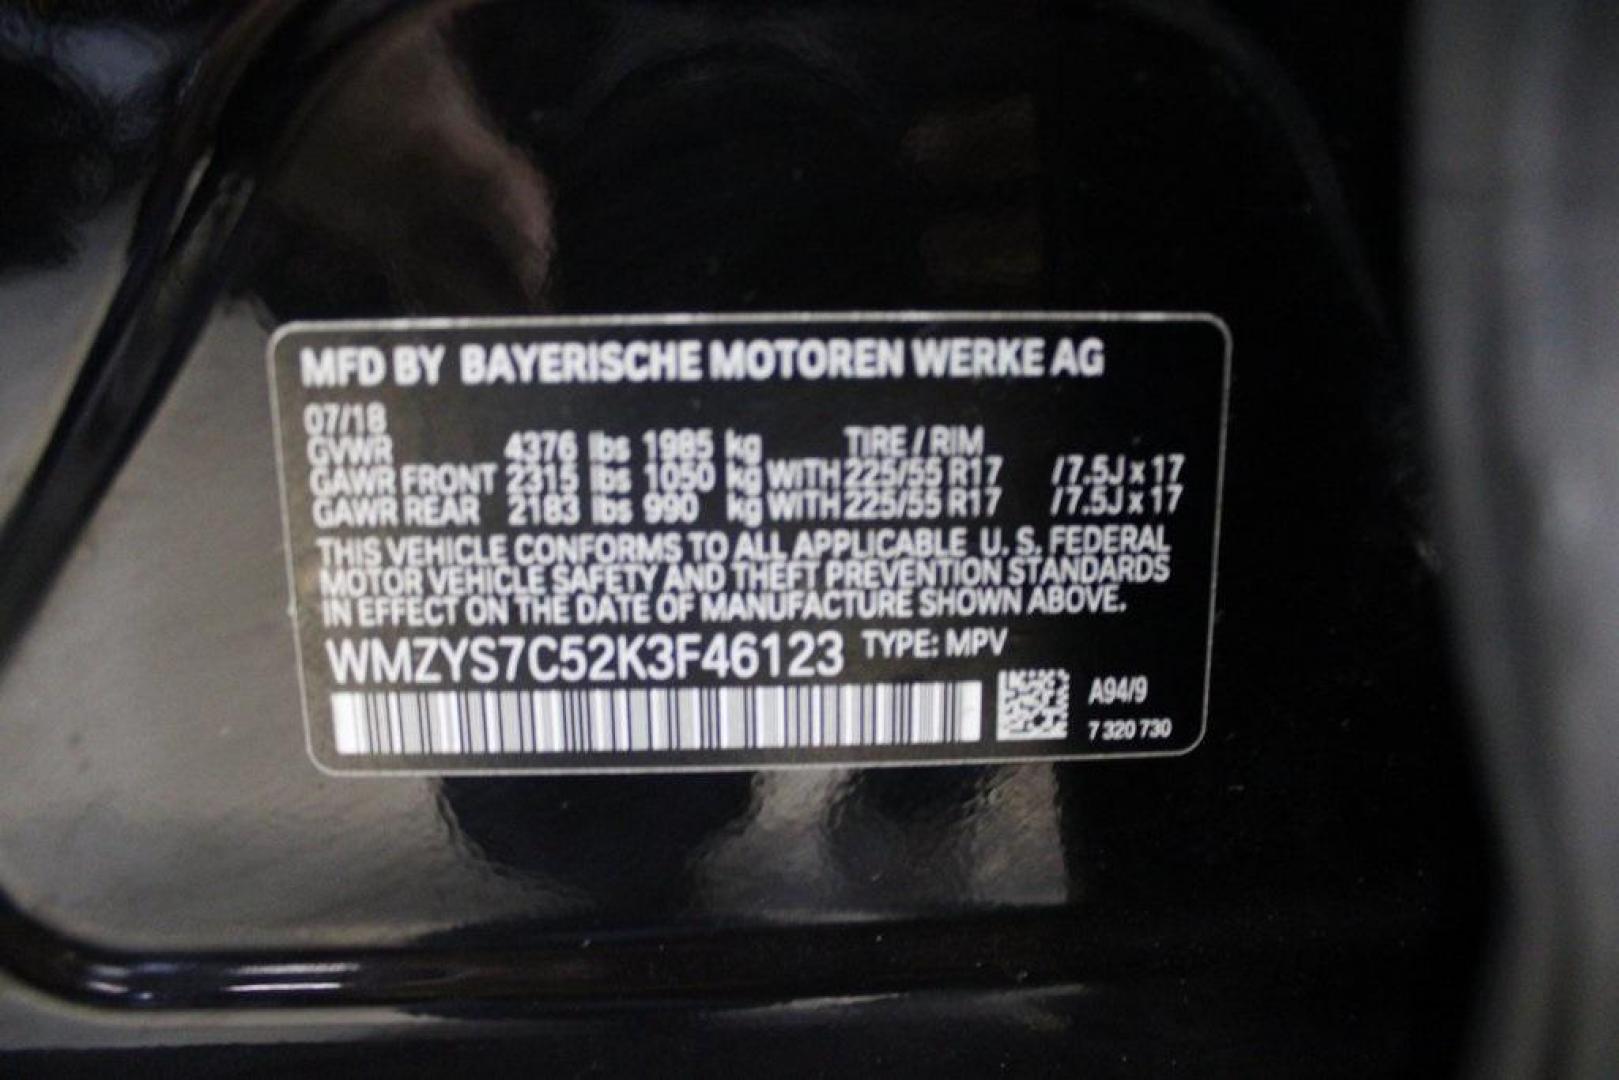 MFD BY BAYERISCHE MOTOREN WERKE AG
07/18
GVWR 4376 lbs 1985 kg TIRE / RIM
GAWR FRONT 2315 lbs 1050 kg WITH 225/55 R17 /7.5J x 17
GAWR REAR 2183 lbs 990 kg WITH 225/55 R17 /7.5J x 17
THIS VEHICLE CONFORMS TO ALL APPLICABLE U. S. FEDERAL
MOTOR VEHICLE SAFETY AND THEFT PREVENTION STANDARDS
IN EFFECT ON THE DATE OF MANUFACTURE SHOWN ABOVE.
WMZYS7C52K3F46123 TYPE: MPV
A94/9
7 320 730